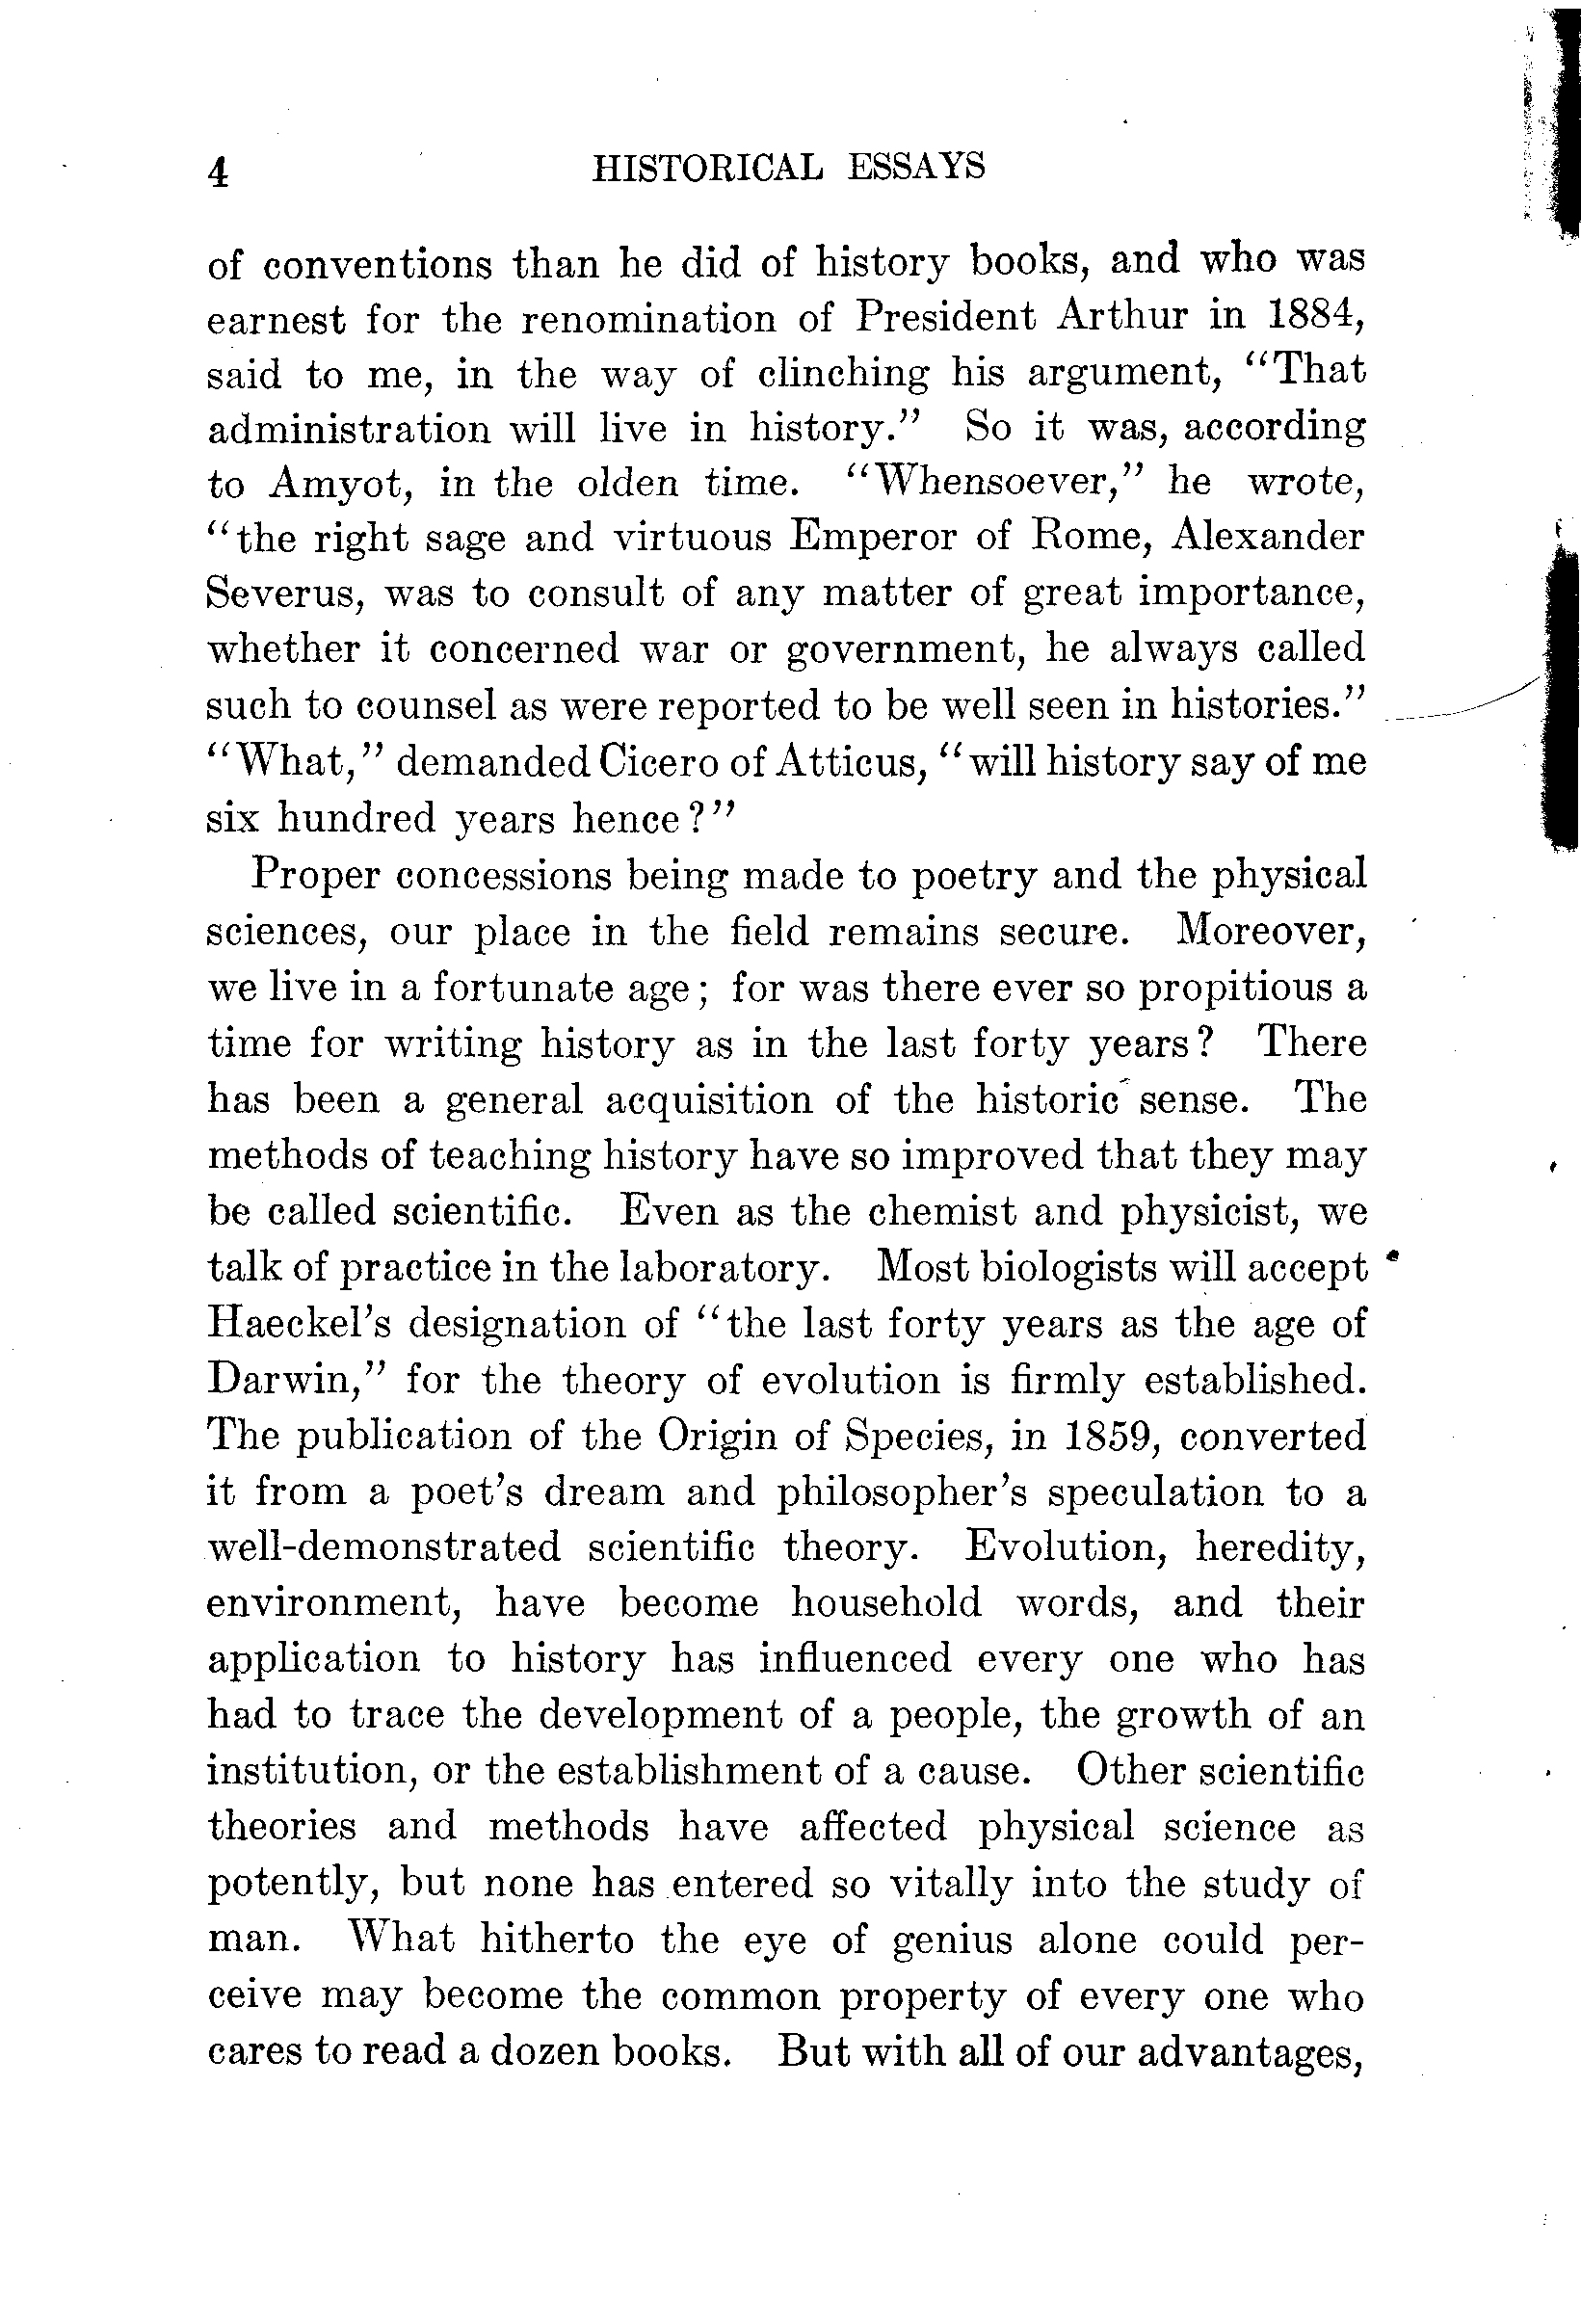 4 HISTORICAL ESSAYS
of conventions than he did of history books, and who was
earnest for the renomination of President Arthur in 1884,
said to me, in the way of clinching his argument, "That
administration will live in history." So it was, according
to Amyot, in the olden time. "Whensoever," he wrote,
"the right sage and virtuous Emperor of Rome, Alexander
Severus, was to consult of any matter of great importance,
whether it concerned war or government, he always called
such to counsel as were reported to be well seen in histories."
"What," demanded Cicero of Atticus, "will history say of me
six hundred years hence?"
Proper concessions being made to poetry and the physical
sciences, our place in the field remains secure. Moreover,
we live in a fortunate age; for was there ever so propitious a
time for writing history as in the last forty years? There
has been a general acquisition of the historic sense. The
methods of teaching history have so improved that they may
be called scientific. Even as the chemist and physicist, we
talk of practice in the laboratory. Most biologists will accept
Haeckel's designation of "the last forty years as the age of
Darwin," for the theory of evolution is firmly established.
The publication of the Origin of Species, in 1859, converted
it from a poet's dream and philosopher's speculation to a
well-demonstrated scientific theory. Evolution, heredity,
environment, have become household words, and their
application to history has influenced every one who has
had to trace the development of a people, the growth of an
institution, or the establishment of a cause. Other scientific
theories and methods have affected physical science as
potently, but none has entered so vitally into the study of
man. What hitherto the eye of genius alone could per-
ceive may become the common property of every one who
cares to read a dozen books. But with all of our advantages,